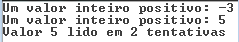 Um valor inteiro positivo: -3
Um valor inteiro positivo: 5
Valor 5 lido em 2 tentativas